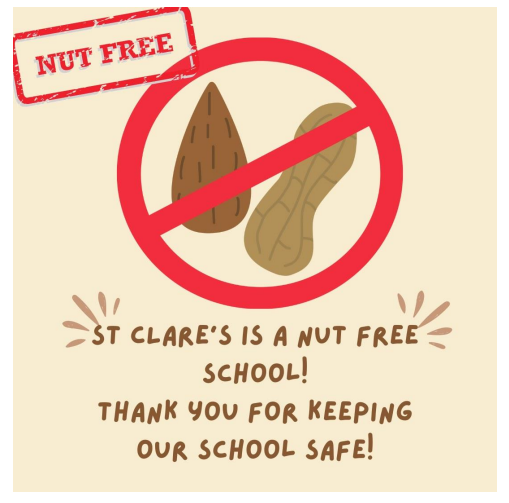 NUT FREE
ST CLARE'S IS A NUT FREE
SCHOOL!
THANK YOU FOR KEEPING
OUR SCHOOL SAFE!